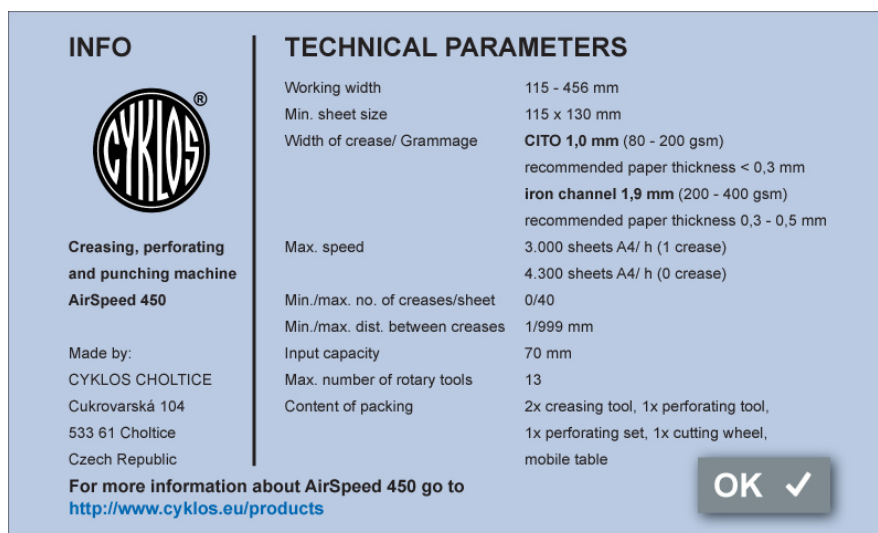 INFO
CYKLOS ®
Creasing, perforating
and punching machine
AirSpeed 450
Made by:
CYKLOS CHOLTICE
Cukrovarská 104
533 61 Choltice
Czech Republic
TECHNICAL PARAMETERS
Working width 115 - 456 mm
Min. sheet size 115 x 130 mm
Width of crease/ Grammage CITO 1,0 mm (80 - 200 gsm)
recommended paper thickness < 0,3 mm
iron channel 1,9 mm (200 - 400 gsm)
recommended paper thickness 0,3 - 0,5 mm
Max. speed 3.000 sheets A4/ h (1 crease)
4.300 sheets A4/ h (0 crease)
Min./max. no. of creases/sheet 0/40
Min./max. dist. between creases 1/999 mm
Input capacity 70 mm
Max. number of rotary tools 13
Content of packing 2x creasing tool, 1x perforating tool,
1x perforating set, 1x cutting wheel,
mobile table
For more information about AirSpeed 450 go to
http://www.cyklos.eu/products
OK ✓